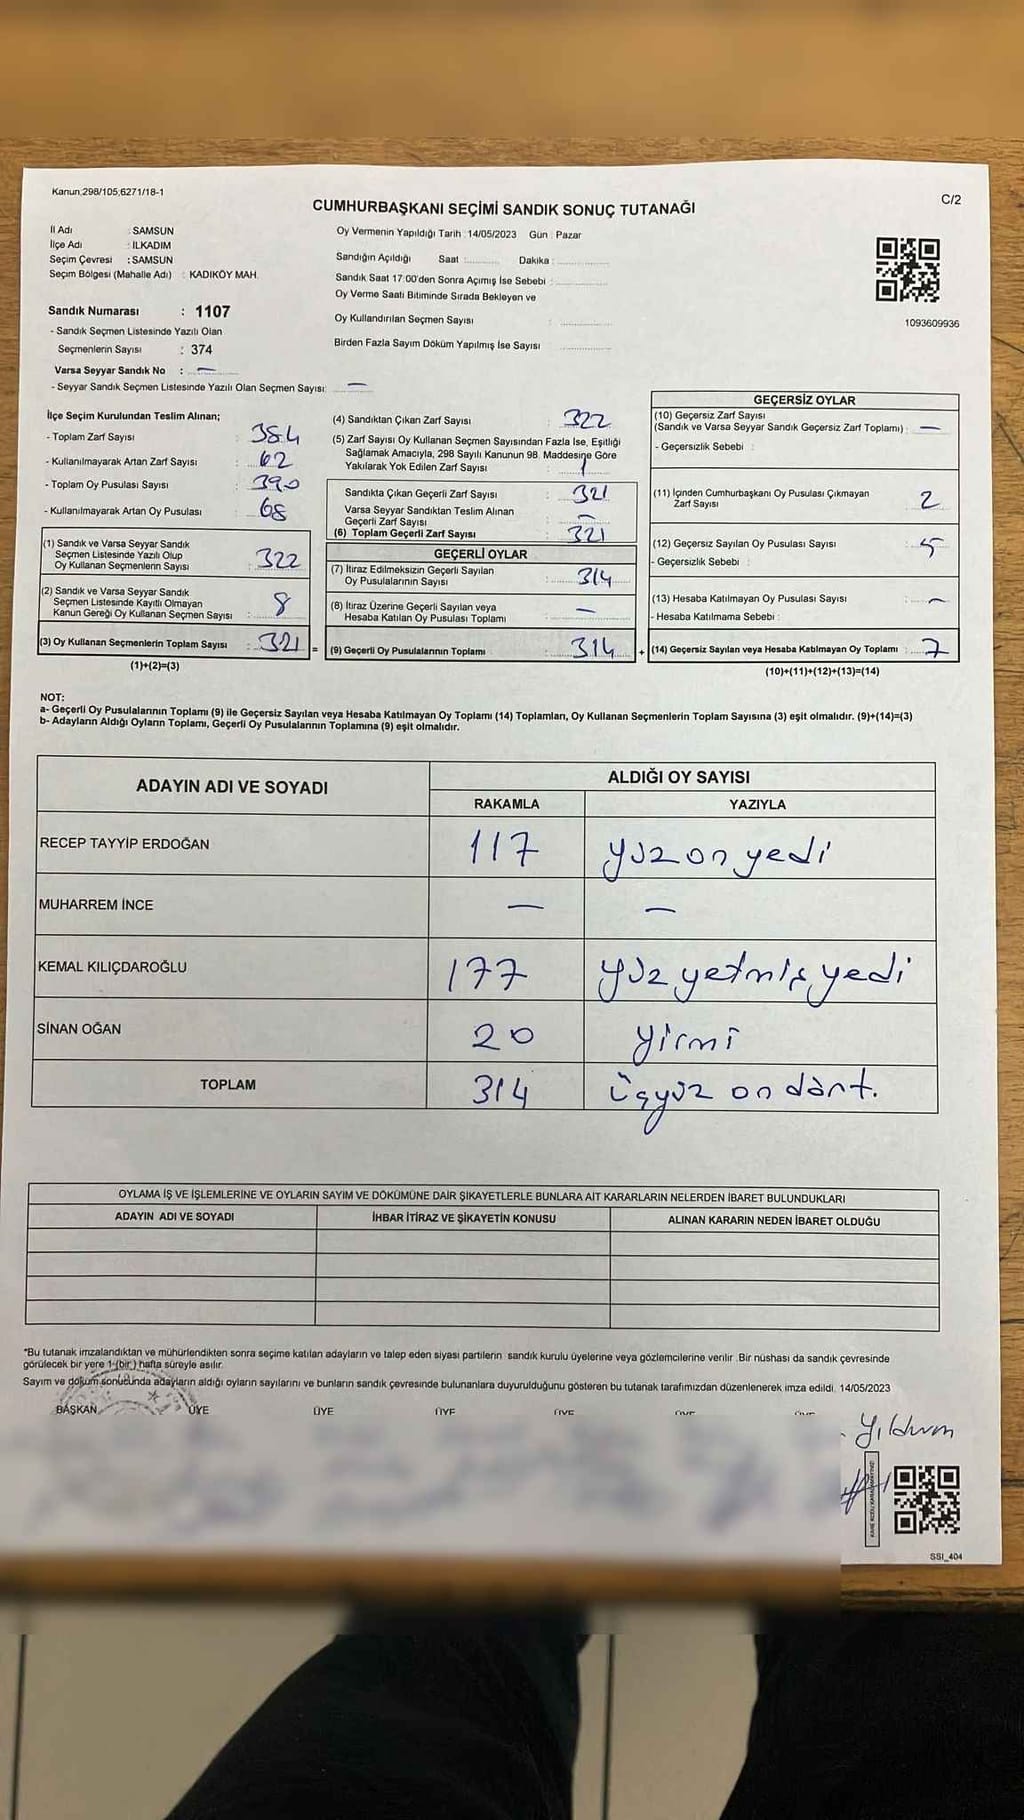 Kanun;298/105,6271/18-1
C/2
CUMHURBAŞKANI SEÇİMİ SANDIK SONUÇ TUTANAĞI
İl Adı : SAMSUN
İlçe Adı : İLKADIM
Seçim Çevresi : SAMSUN
Seçim Bölgesi (Mahalle Adı) : KADIKÖY MAH.
Oy Vermenin Yapıldığı Tarih : 14/05/2023 Gün : Pazar
Sandığın Açıldığı Saat : Dakika :
Sandık Saat 17:00'den Sonra Açımış İse Sebebi :
Oy Verme Saati Bitiminde Sırada Bekleyen ve
Oy Kullandırılan Seçmen Sayısı :
Birden Fazla Sayım Döküm Yapılmış İse Sayısı :
1093609936
Sandık Numarası : 1107
- Sandık Seçmen Listesinde Yazılı Olan
Seçmenlerin Sayısı : 374
Varsa Seyyar Sandık No : —
- Seyyar Sandık Seçmen Listesinde Yazılı Olan Seçmen Sayısı: —
İlçe Seçim Kurulundan Teslim Alınan;
- Toplam Zarf Sayısı : 384
- Kullanılmayarak Artan Zarf Sayısı : 62
- Toplam Oy Pusulası Sayısı : 390
- Kullanılmayarak Artan Oy Pusulası : 68
(1) Sandık ve Varsa Seyyar Sandık
Seçmen Listesinde Yazılı Olup
Oy Kullanan Seçmenlerin Sayısı : 322
(2) Sandık ve Varsa Seyyar Sandık
Seçmen Listesinde Kayıtlı Olmayan
Kanun Gereği Oy Kullanan Seçmen Sayısı : 8
(3) Oy Kullanan Seçmenlerin Toplam Sayısı : 321 =
(1)+(2)=(3)
(4) Sandıktan Çıkan Zarf Sayısı : 322
(5) Zarf Sayısı Oy Kullanan Seçmen Sayısından Fazla İse, Eşitliği
Sağlamak Amacıyla, 298 Sayılı Kanunun 98. Maddesine Göre
Yakılarak Yok Edilen Zarf Sayısı : 1
Sandıkta Çıkan Geçerli Zarf Sayısı : 321
Varsa Seyyar Sandıktan Teslim Alınan
Geçerli Zarf Sayısı : —
(6) Toplam Geçerli Zarf Sayısı : 321
GEÇERLİ OYLAR
(7) İtiraz Edilmeksizin Geçerli Sayılan
Oy Pusulalarının Sayısı : 314
(8) İtiraz Üzerine Geçerli Sayılan veya
Hesaba Katılan Oy Pusulası Toplamı : —
(9) Geçerli Oy Pusulalarının Toplamı : 314 +
GEÇERSİZ OYLAR
(10) Geçersiz Zarf Sayısı
(Sandık ve Varsa Seyyar Sandık Geçersiz Zarf Toplamı) : —
- Geçersizlik Sebebi :
(11) İçinden Cumhurbaşkanı Oy Pusulası Çıkmayan
Zarf Sayısı : 2
(12) Geçersiz Sayılan Oy Pusulası Sayısı : 5
- Geçersizlik Sebebi :
(13) Hesaba Katılmayan Oy Pusulası Sayısı : —
- Hesaba Katılmama Sebebi :
(14) Geçersiz Sayılan veya Hesaba Katılmayan Oy Toplamı : 7
(10)+(11)+(12)+(13)=(14)
NOT:
a- Geçerli Oy Pusulalarının Toplamı (9) ile Geçersiz Sayılan veya Hesaba Katılmayan Oy Toplamı (14) Toplamları, Oy Kullanan Seçmenlerin Toplam Sayısına (3) eşit olmalıdır. (9)+(14)=(3)
b- Adayların Aldığı Oyların Toplamı, Geçerli Oy Pusulalarının Toplamına (9) eşit olmalıdır.
ADAYIN ADI VE SOYADI
ALDIĞI OY SAYISI
RAKAMLA YAZIYLA
RECEP TAYYİP ERDOĞAN 117 yüz on yedi
MUHARREM İNCE — —
KEMAL KILIÇDAROĞLU 177 yüz yetmiş yedi
SİNAN OĞAN 20 yirmi
TOPLAM 314 üçyüz on dört.
OYLAMA İŞ VE İŞLEMLERİNE VE OYLARIN SAYIM VE DÖKÜMÜNE DAİR ŞİKAYETLERLE BUNLARA AİT KARARLARIN NELERDEN İBARET BULUNDUKLARI
ADAYIN ADI VE SOYADI İHBAR İTİRAZ VE ŞİKAYETİN KONUSU ALINAN KARARIN NEDEN İBARET OLDUĞU
*Bu tutanak imzalandıktan ve mühürlendikten sonra seçime katılan adayların ve talep eden siyasi partilerin sandık kurulu üyelerine veya gözlemcilerine verilir. Bir nüshası da sandık çevresinde
görülecek bir yere 1-(bir ) hafta süreyle asılır.
Sayım ve döküm sonucunda adayların aldığı oyların sayılarını ve bunların sandık çevresinde bulunanlara duyurulduğunu gösteren bu tutanak tarafımızdan düzenlenerek imza edildi. 14/05/2023
BAŞKAN ÜYE ÜYE ÜYE ÜYE ÜYE ÜYE
Yıldırım
SSI_404